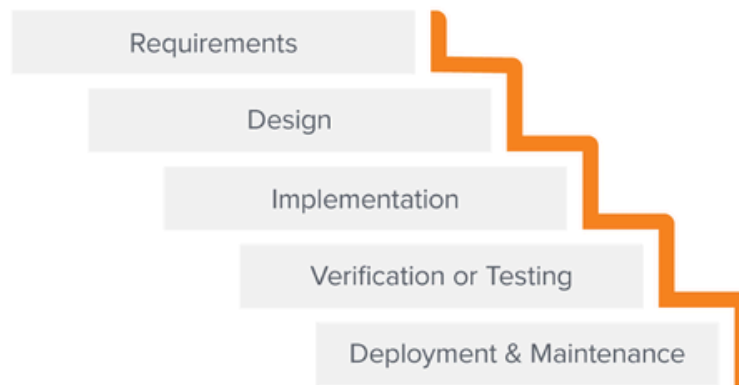 Requirements
Design
Implementation
Verification or Testing
Deployment & Maintenance